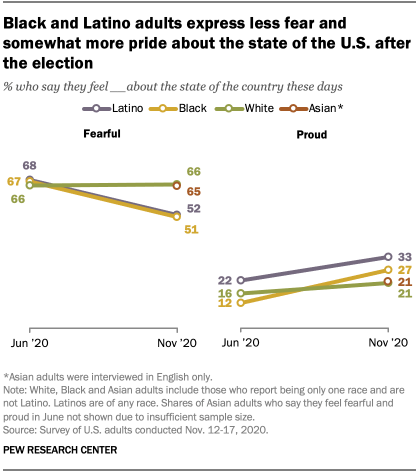 Black and Latino adults express less fear and
somewhat more pride about the state of the U.S. after
the election
% who say they feel __about the state of the country these days
Latino Black White Asian*
Fearful Proud
68
67
66
66
65
52
51
22
16
12
33
27
21
21
Jun '20 Nov '20 Jun '20 Nov '20
*Asian adults were interviewed in English only.
Note: White, Black and Asian adults include those who report being only one race and are
not Latino. Latinos are of any race. Shares of Asian adults who say they feel fearful and
proud in June not shown due to insufficient sample size.
Source: Survey of U.S. adults conducted Nov. 12-17, 2020.
PEW RESEARCH CENTER